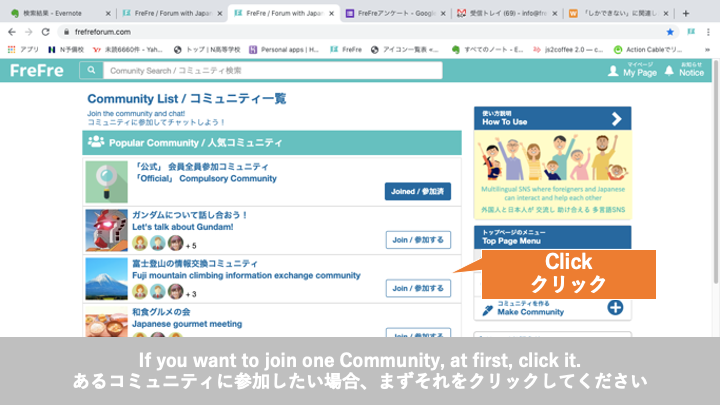 検索結果 - Evernote
FreFre / Forum with Japan
FreFre / Forum with Japan
FreFreアンケート - Google
受信トレイ (69) - info@fre
「しかできない」に関連し
frefreforum.com
アプリ
N予備校
未読6660件 - Yah...
トップ | N高等学校
Personal apps | H...
FreFre
アイコン一覧表 «...
すべてのノート - E...
js2coffee 2.0 — c...
Action Cableでリ...
FreFre
Comunity Search / コミュニティ検索
マイページ
My Page
お知らせ
Notice
Community List / コミュニティ一覧
Join the community and chat!
コミュニティに参加してチャットしよう！
Popular Community / 人気コミュニティ
「公式」 会員全員参加コミュニティ
「Official」 Compulsory Community
Joined / 参加済
ガンダムについて話し合おう！
Let's talk about Gundam!
+ 5
Join / 参加する
富士登山の情報交換コミュニティ
Fuji mountain climbing information exchange community
+ 3
Join / 参加する
和食グルメの会
Japanese gourmet meeting
使い方説明
How To Use
Multilingual SNS where foreigners and Japanese
can interact and help each other
外国人と日本人が 交流し 助け合える 多言語SNS
トップページのメニュー
Top Page Menu
Click
クリック
コミュニティを作る
Make Community
If you want to join one Community, at first, click it.
あるコミュニティに参加したい場合、まずそれをクリックしてください